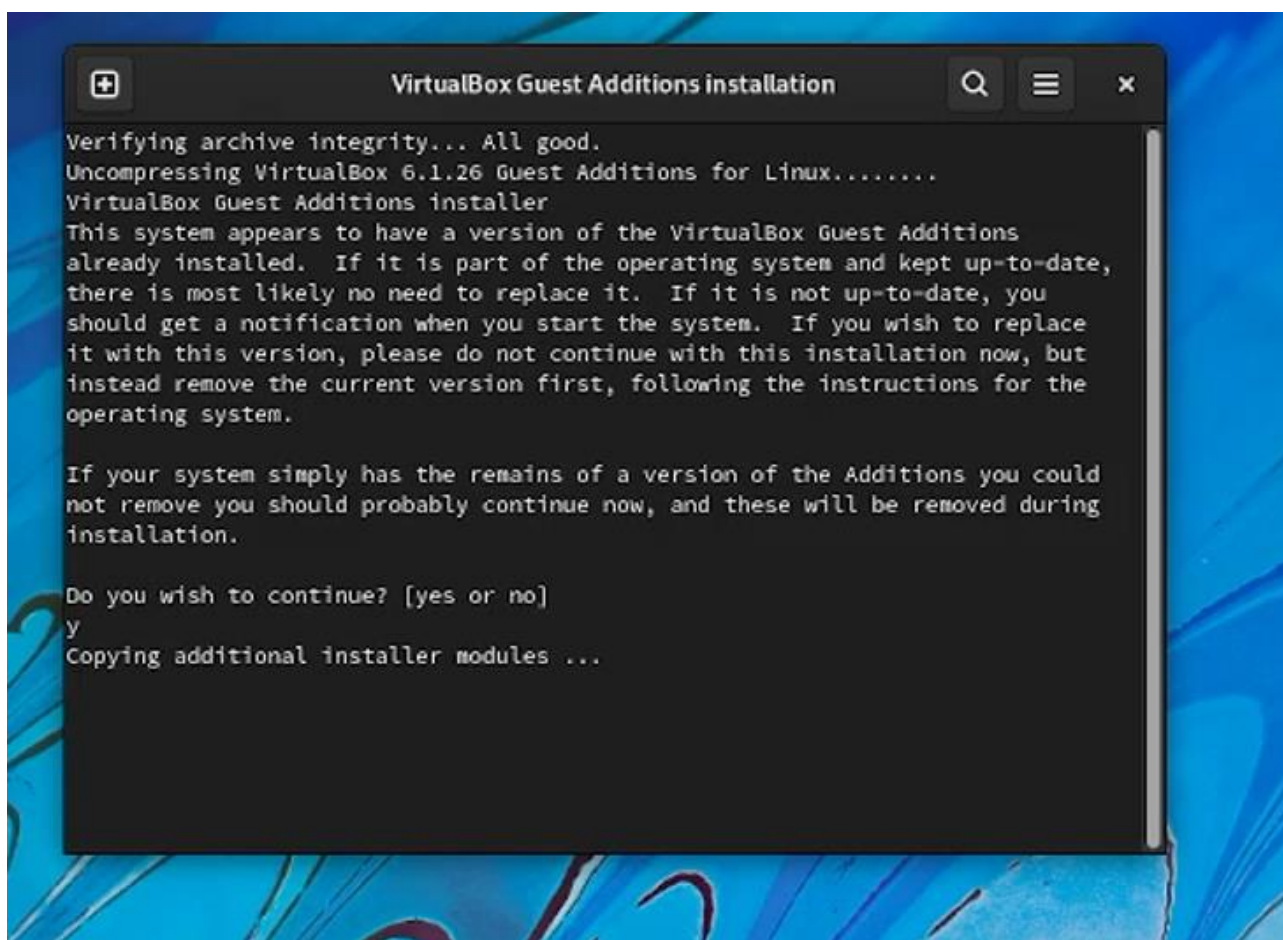 VirtualBox Guest Additions installation
Verifying archive integrity... All good.
Uncompressing VirtualBox 6.1.26 Guest Additions for Linux........
VirtualBox Guest Additions installer
This system appears to have a version of the VirtualBox Guest Additions
already installed.  If it is part of the operating system and kept up-to-date,
there is most likely no need to replace it.  If it is not up-to-date, you
should get a notification when you start the system.  If you wish to replace
it with this version, please do not continue with this installation now, but
instead remove the current version first, following the instructions for the
operating system.
If your system simply has the remains of a version of the Additions you could
not remove you should probably continue now, and these will be removed during
installation.
Do you wish to continue? [yes or no]
y
Copying additional installer modules ...